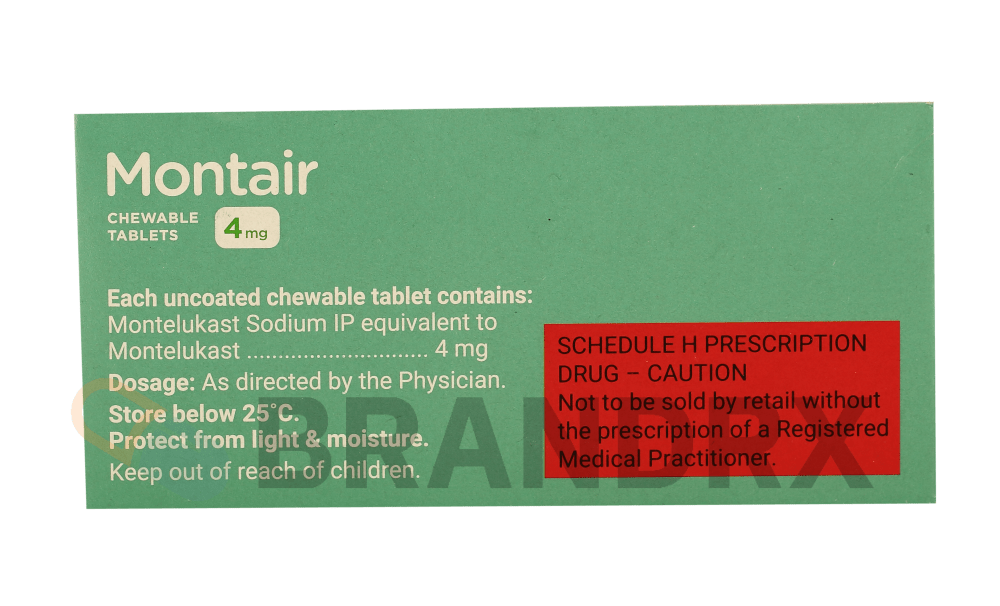 Montair
CHEWABLE
TABLETS
4 mg
Each uncoated chewable tablet contains:
Montelukast Sodium IP equivalent to
Montelukast ............................ 4 mg
Dosage: As directed by the Physician.
Store below 25°C.
Protect from light & moisture.
Keep out of reach of children.
SCHEDULE H PRESCRIPTION
DRUG – CAUTION
Not to be sold by retail without
the prescription of a Registered
Medical Practitioner.
BRANDRX